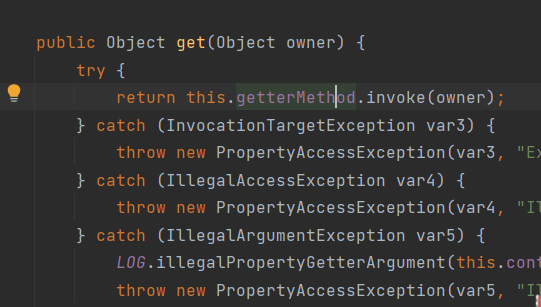 public Object get(Object owner) {
try {
return this.getterMethod.invoke(owner);
} catch (InvocationTargetException var3) {
throw new PropertyAccessException(var3, "Ex
} catch (IllegalAccessException var4) {
throw new PropertyAccessException(var4, "Il
} catch (IllegalArgumentException var5) {
LOG.illegalPropertyGetterArgument(this.cont
throw new PropertyAccessException(var5, "Il